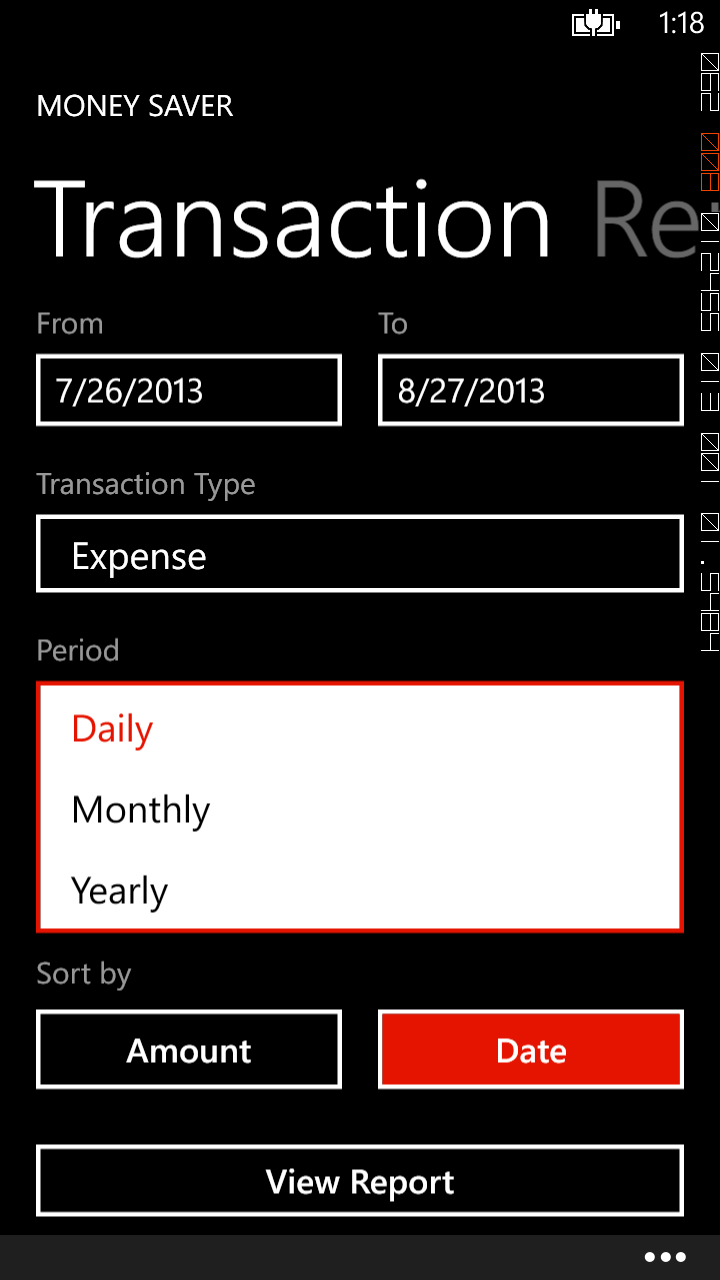 1:18
MONEY SAVER
Transaction Re
From To
7/26/2013 8/27/2013
Transaction Type
Expense
Period
Daily
Monthly
Yearly
Sort by
Amount Date
View Report